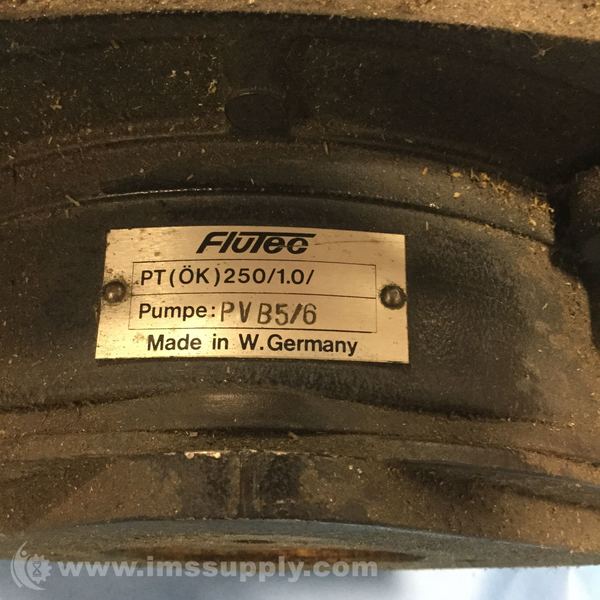 Flutec
PT(ÖK)250/1.0/
Pumpe: PVB5/6
Made in W.Germany
www.imssupply.com